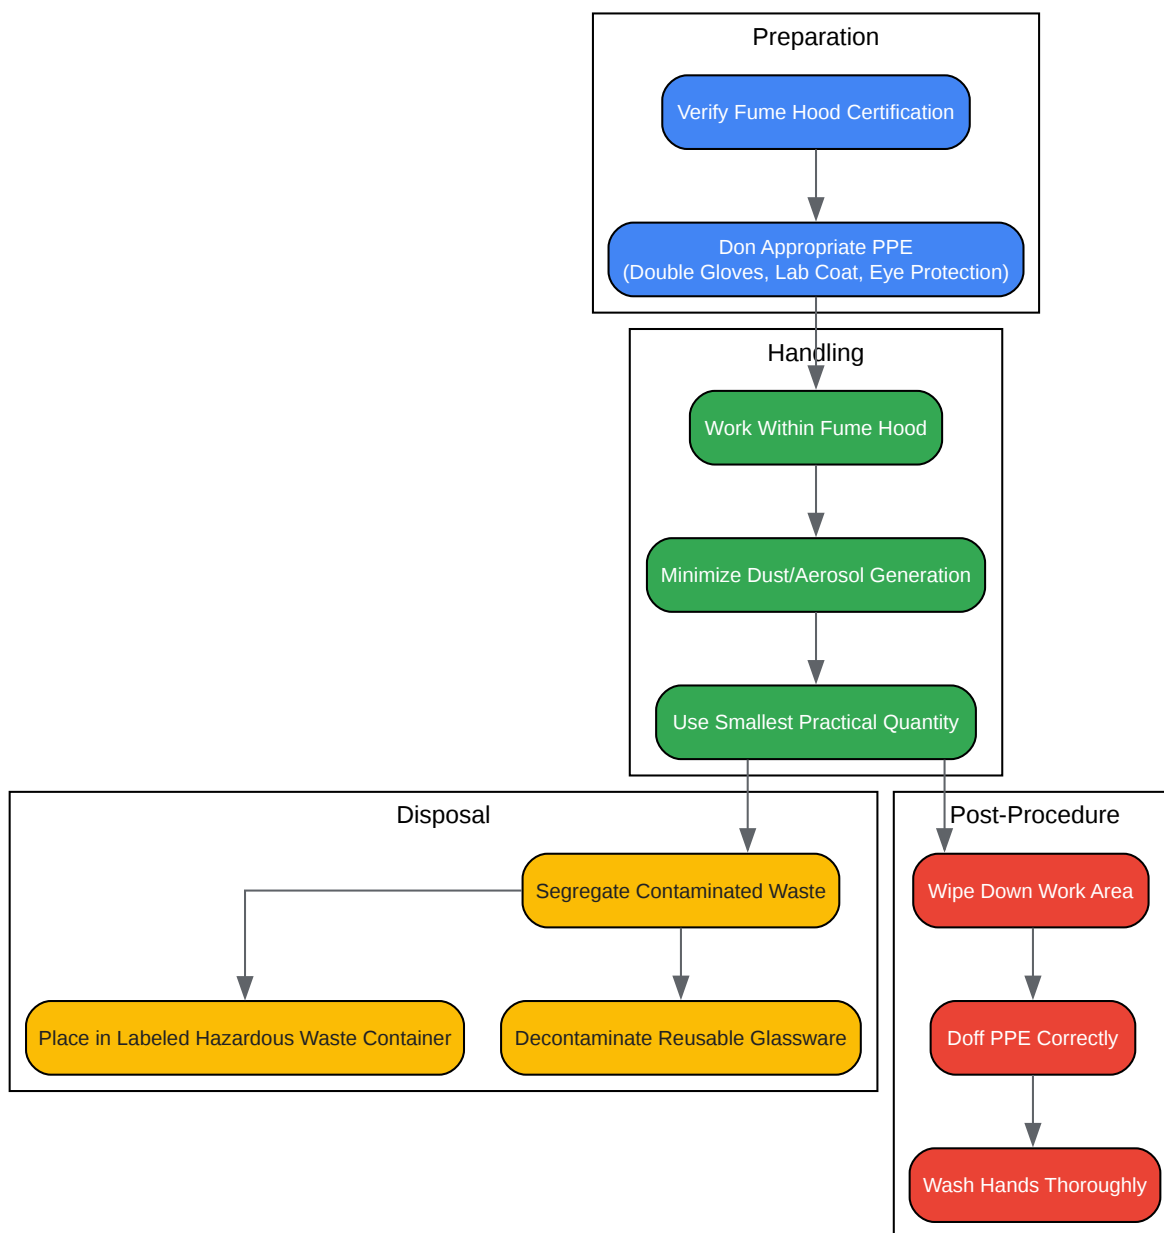 Preparation
Verify Fume Hood Certification
Don Appropriate PPE
(Double Gloves, Lab Coat, Eye Protection)
Handling
Work Within Fume Hood
Minimize Dust/Aerosol Generation
Use Smallest Practical Quantity
Disposal
Segregate Contaminated Waste
Place in Labeled Hazardous Waste Container
Decontaminate Reusable Glassware
Post-Procedure
Wipe Down Work Area
Doff PPE Correctly
Wash Hands Thoroughly